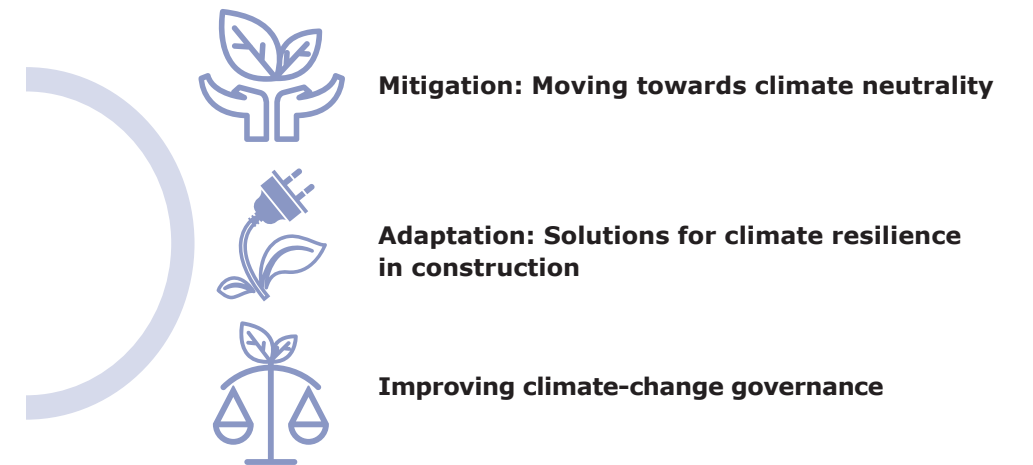 Mitigation: Moving towards climate neutrality
Adaptation: Solutions for climate resilience
in construction
Improving climate-change governance